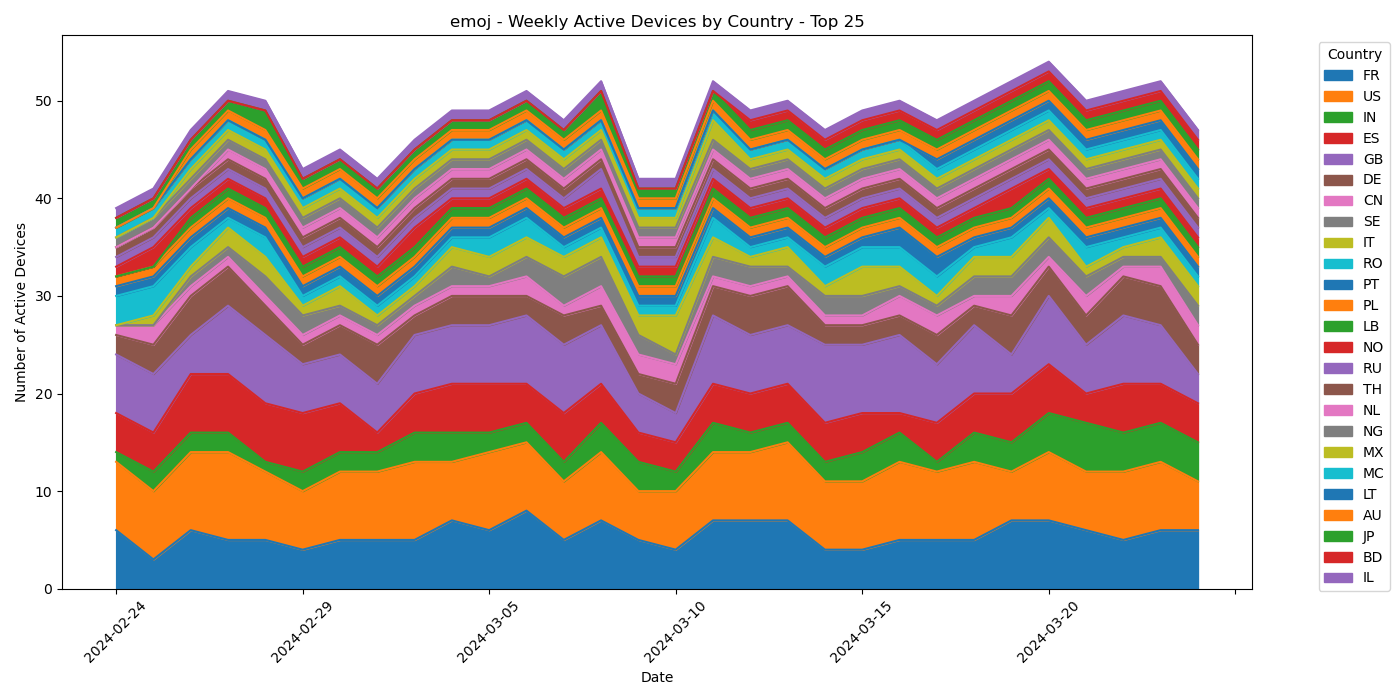 emoj - Weekly Active Devices by Country - Top 25
Number of Active Devices
50
40
30
20
10
0
2024-02-24
2024-02-29
2024-03-05
2024-03-10
2024-03-15
2024-03-20
Date
Country
FR
US
IN
ES
GB
DE
CN
SE
IT
RO
PT
PL
LB
NO
RU
TH
NL
NG
MX
MC
LT
AU
JP
BD
IL